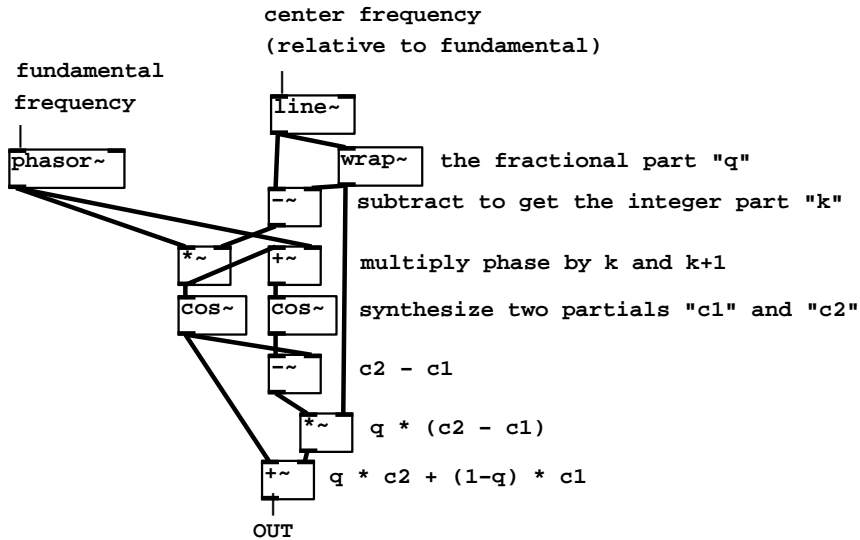 center frequency
(relative to fundamental)
fundamental
frequency
line~
phasor~
wrap~
the fractional part "q"
-~
subtract to get the integer part "k"
*~
+~
multiply phase by k and k+1
cos~
cos~
synthesize two partials "c1" and "c2"
-~
c2 - c1
*~
q * (c2 - c1)
+~
q * c2 + (1-q) * c1
OUT